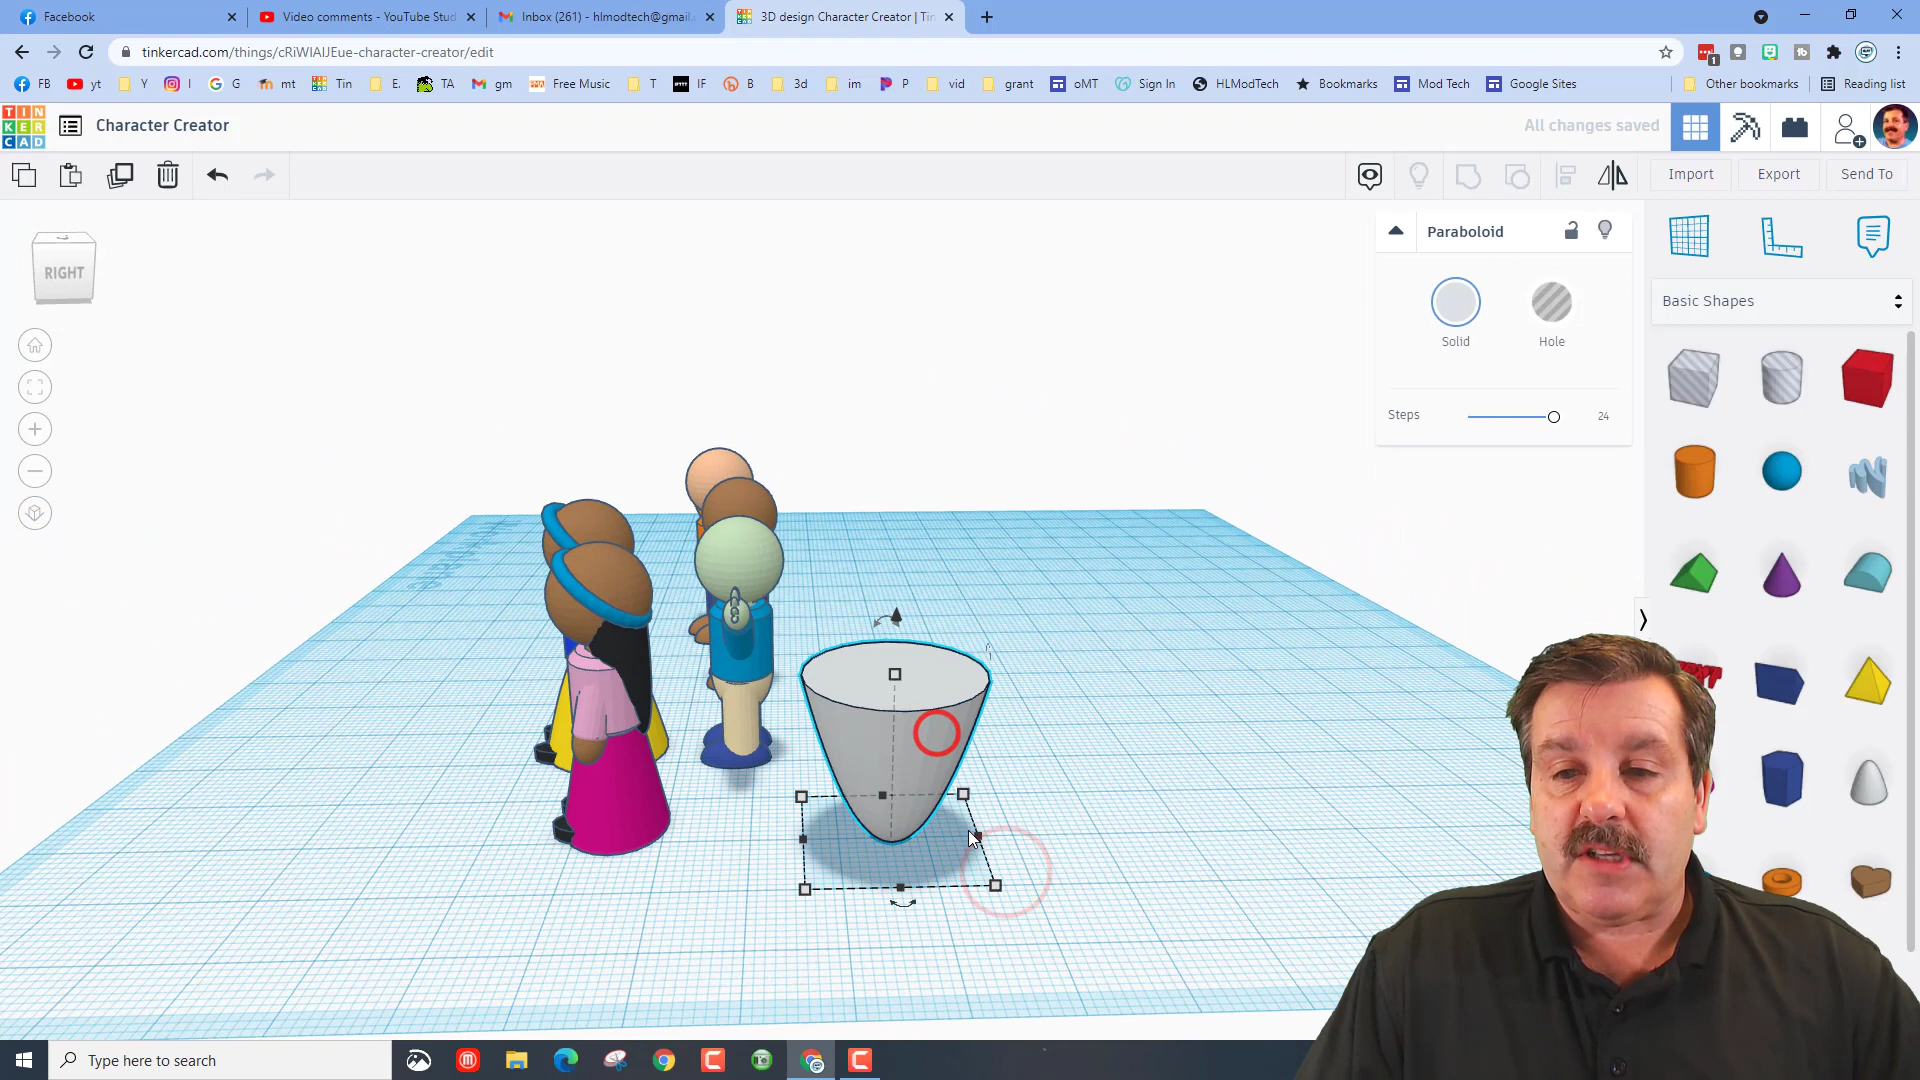 Facebook
Video comments - YouTube Stud
Inbox (261) - hlmodtech@gmail.
3D design Character Creator | Tin
tinkercad.com/things/cRiWIAIJEue-character-creator/edit
1
FB
yt
Y
I
G
mt
Tin
E.
TA
gm
Free Music
T
IF
B
3d
im
P
vid
grant
oMT
Sign In
HLModTech
Bookmarks
Mod Tech
Google Sites
Other bookmarks
Reading list
TIN
KER
CAD
Character Creator
All changes saved
Import
Export
Send To
RIGHT
Paraboloid
Solid
Hole
Steps
24
Basic Shapes
Type here to search